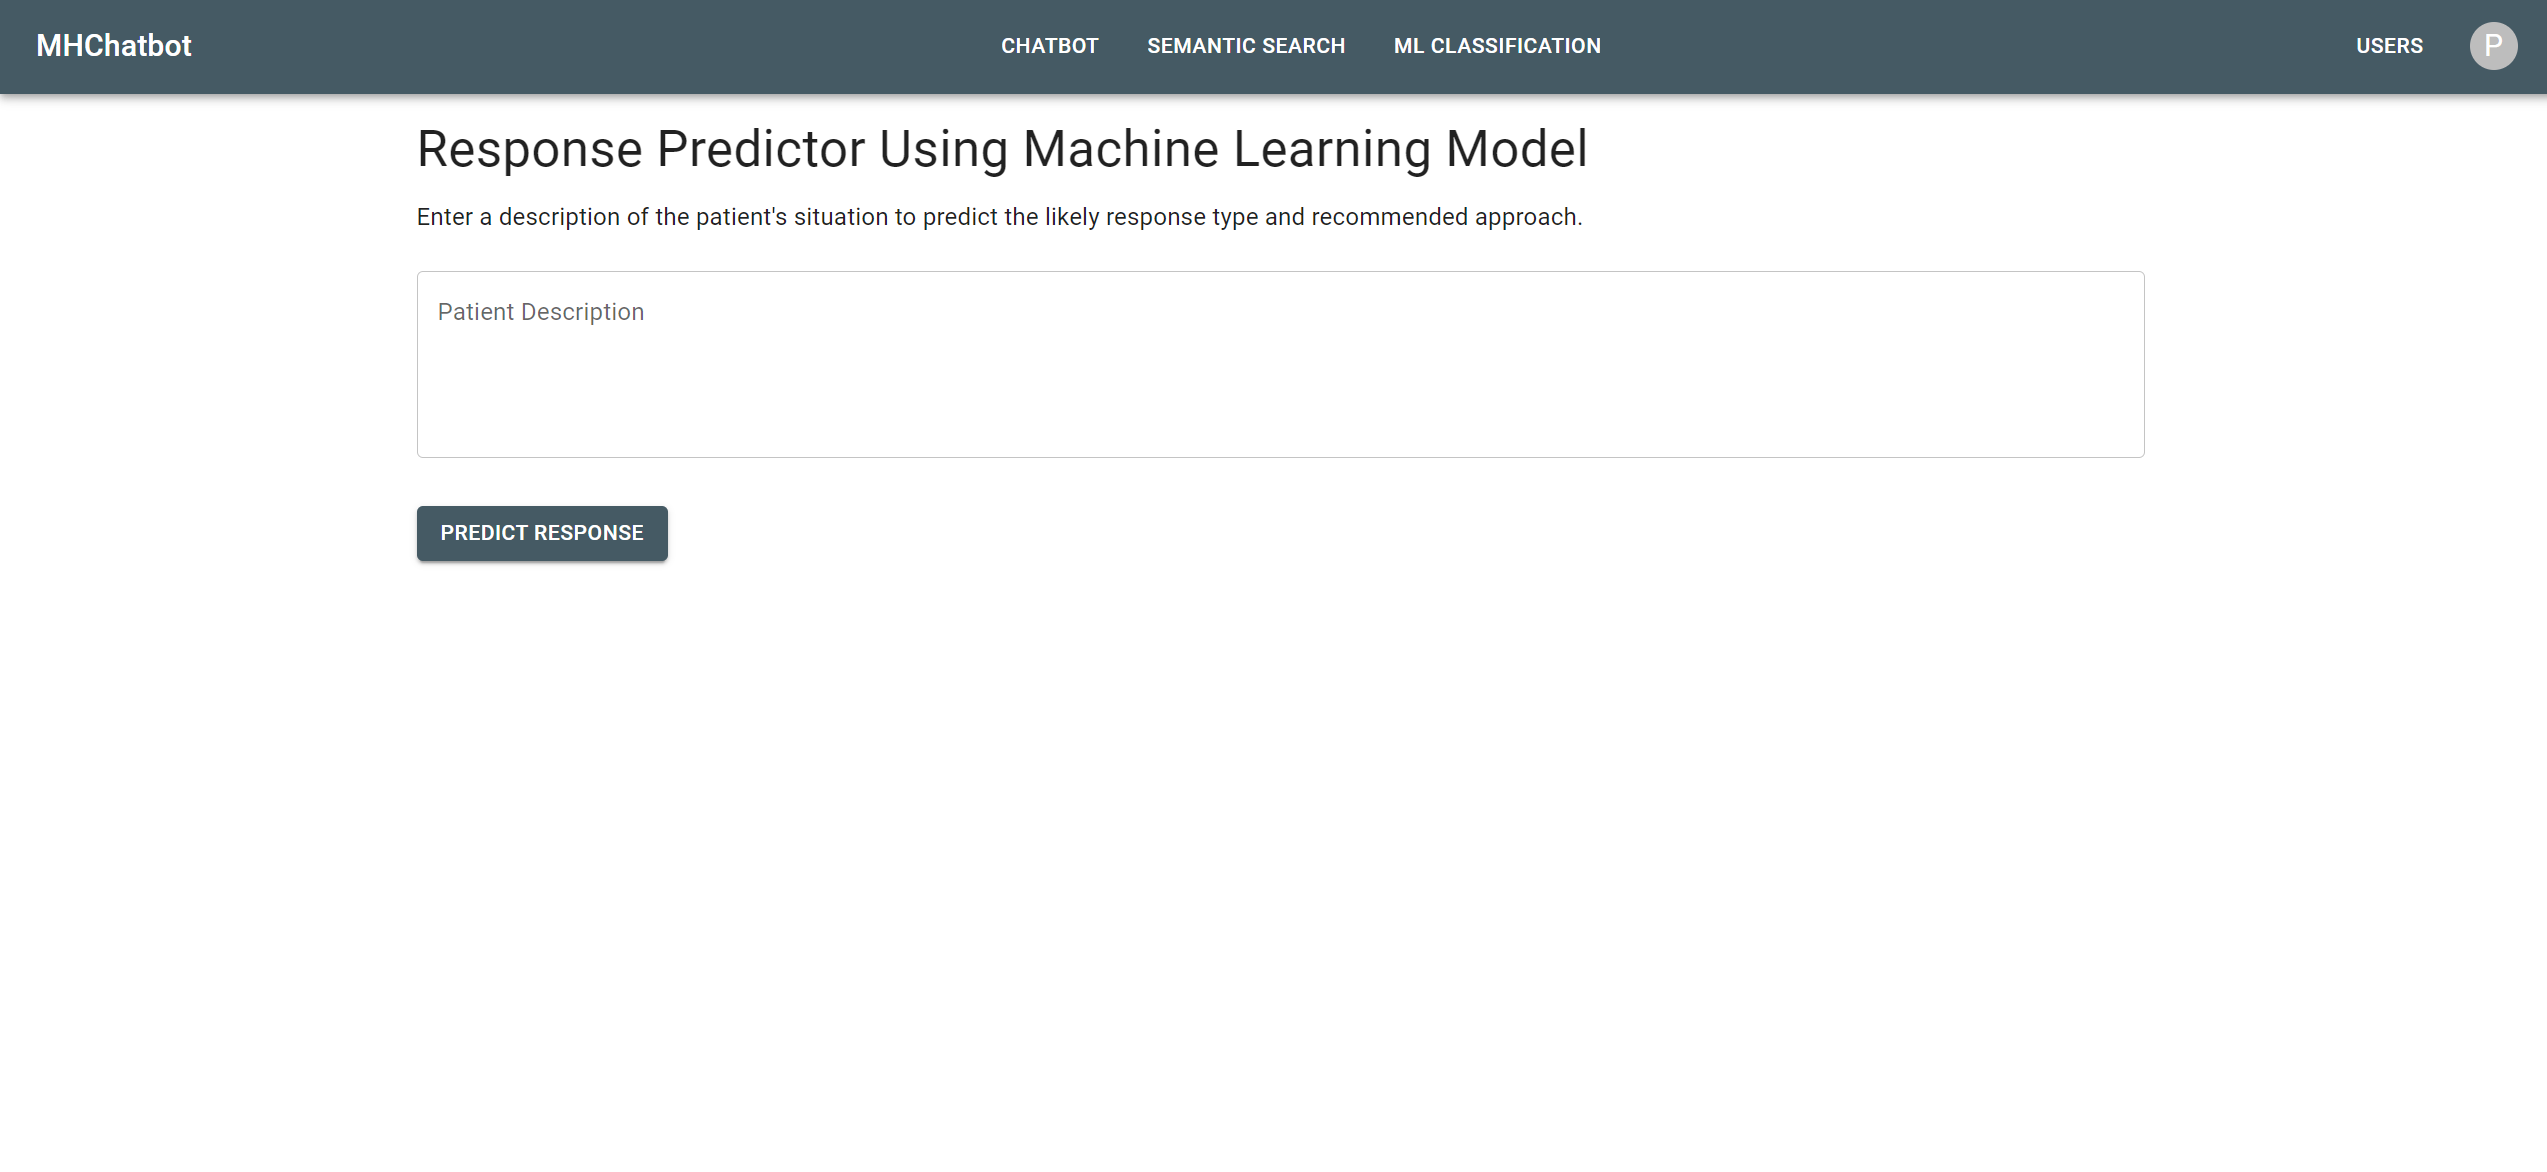 MHChatbot
CHATBOT SEMANTIC SEARCH ML CLASSIFICATION
USERS P
Response Predictor Using Machine Learning Model
Enter a description of the patient's situation to predict the likely response type and recommended approach.
Patient Description
PREDICT RESPONSE